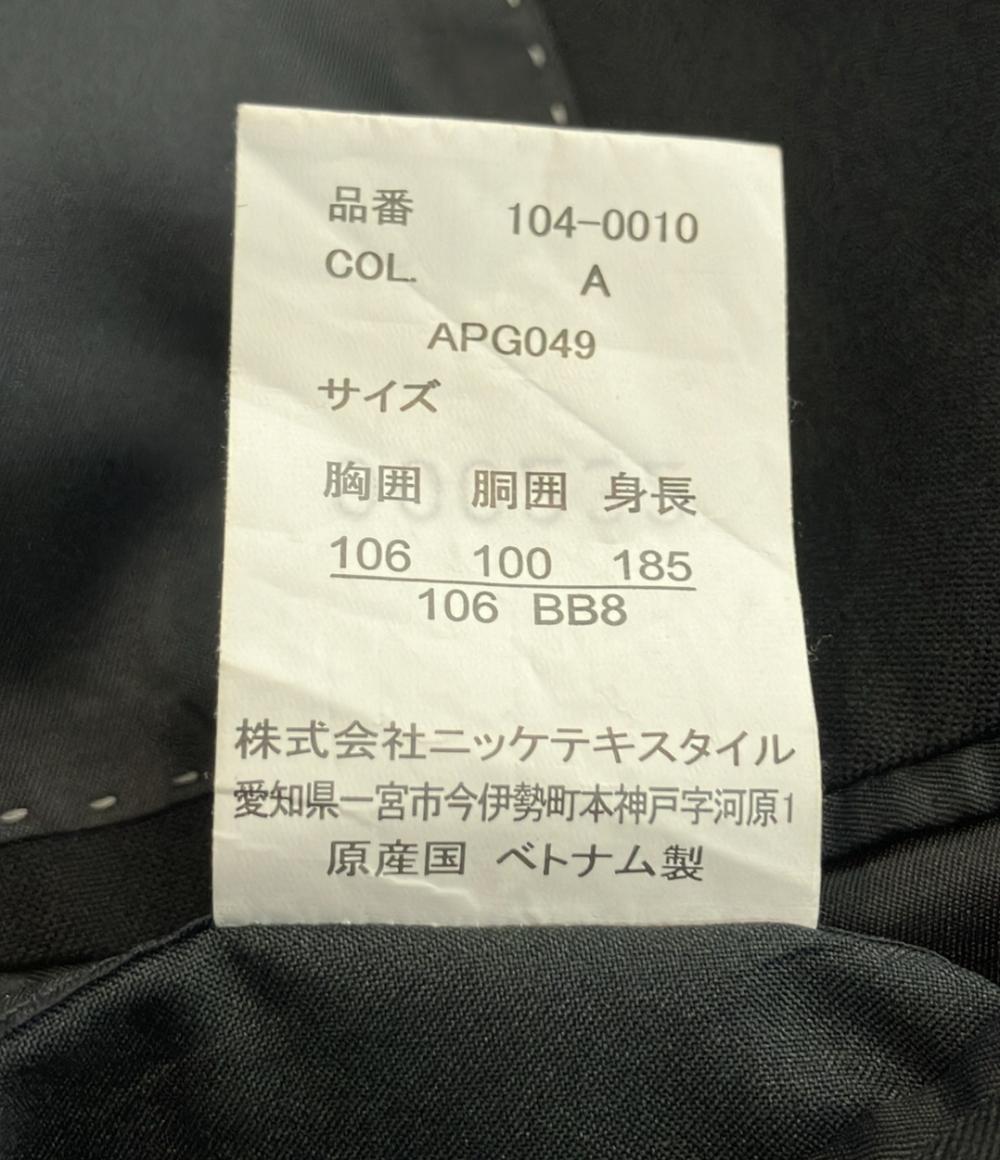 品番 104-0010
COL. A
APG049
サイズ
胸囲 胴囲 身長
106 100 185
106 BB8
株式会社ニッケテキスタイル
愛知県一宮市今伊勢町本神戸字河原1
原産国 ベトナム製